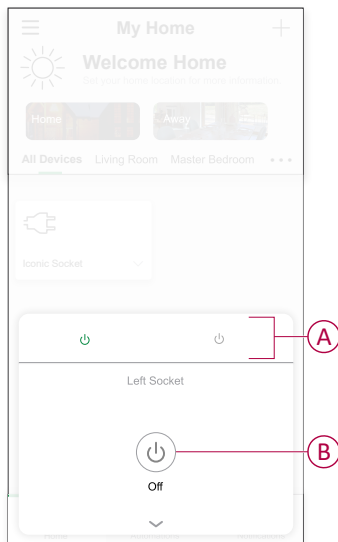 My Home
Welcome Home
Set your home location for more information
Home
Away
All Devices Living Room Master Bedroom
Iconic Socket
A
Left Socket
B
Off